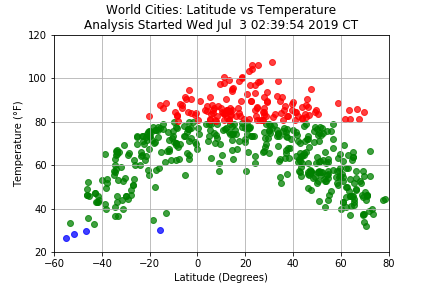 World Cities: Latitude vs Temperature
Analysis Started Wed Jul  3 02:39:54 2019 CT
120
100
80
60
40
20
Temperature (°F)
−60 −40 −20 0 20 40 60 80
Latitude (Degrees)